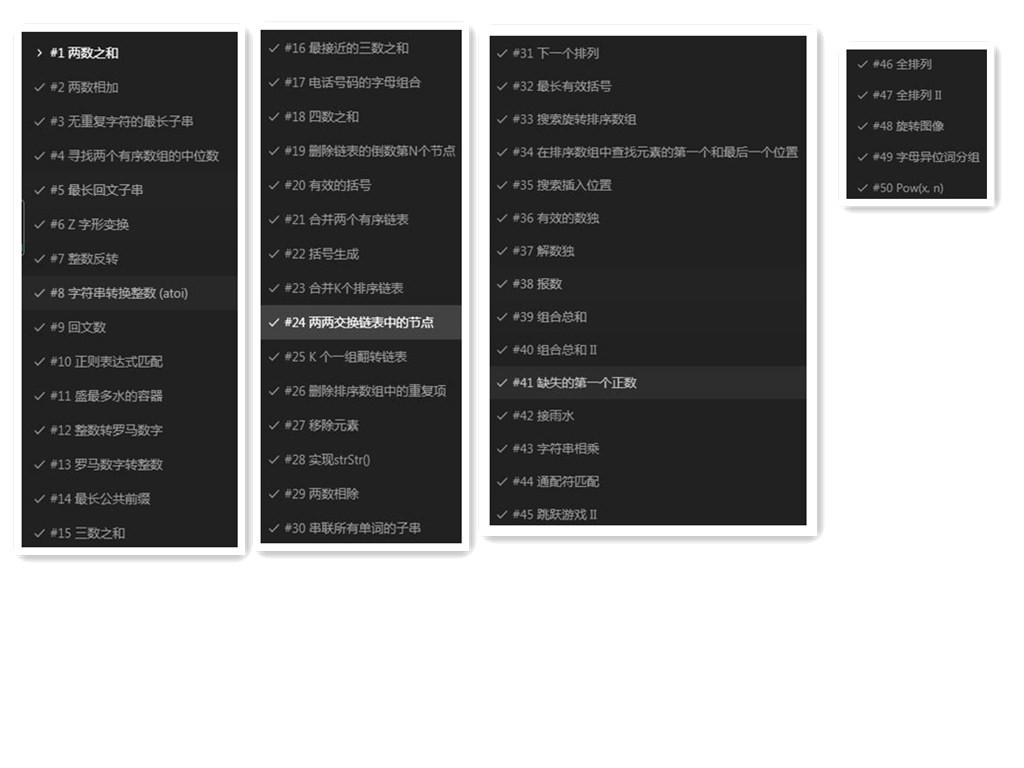 #1 两数之和
#2 两数相加
#3 无重复字符的最长子串
#4 寻找两个有序数组的中位数
#5 最长回文子串
#6 Z 字形变换
#7 整数反转
#8 字符串转换整数 (atoi)
#9 回文数
#10 正则表达式匹配
#11 盛最多水的容器
#12 整数转罗马数字
#13 罗马数字转整数
#14 最长公共前缀
#15 三数之和
#16 最接近的三数之和
#17 电话号码的字母组合
#18 四数之和
#19 删除链表的倒数第N个节点
#20 有效的括号
#21 合并两个有序链表
#22 括号生成
#23 合并K个排序链表
#24 两两交换链表中的节点
#25 K 个一组翻转链表
#26 删除排序数组中的重复项
#27 移除元素
#28 实现strStr()
#29 两数相除
#30 串联所有单词的子串
#31 下一个排列
#32 最长有效括号
#33 搜索旋转排序数组
#34 在排序数组中查找元素的第一个和最后一个位置
#35 搜索插入位置
#36 有效的数独
#37 解数独
#38 报数
#39 组合总和
#40 组合总和 II
#41 缺失的第一个正数
#42 接雨水
#43 字符串相乘
#44 通配符匹配
#45 跳跃游戏 II
#46 全排列
#47 全排列 II
#48 旋转图像
#49 字母异位词分组
#50 Pow(x, n)